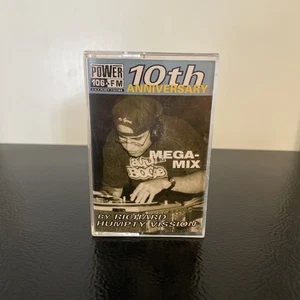 POWER
106•FM
10th
ANNIVERSARY
MEGA-
MIX
BY RICHARD
HUMPTY VISSION